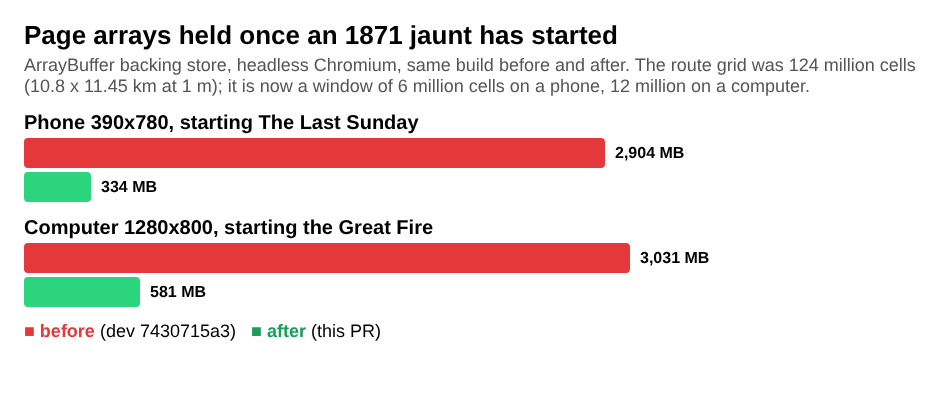 Page arrays held once an 1871 jaunt has started
ArrayBuffer backing store, headless Chromium, same build before and after. The route grid was 124 million cells
(10.8 x 11.45 km at 1 m); it is now a window of 6 million cells on a phone, 12 million on a computer.
Phone 390x780, starting The Last Sunday
2,904 MB
334 MB
Computer 1280x800, starting the Great Fire
3,031 MB
581 MB
■ before (dev 7430715a3) ■ after (this PR)